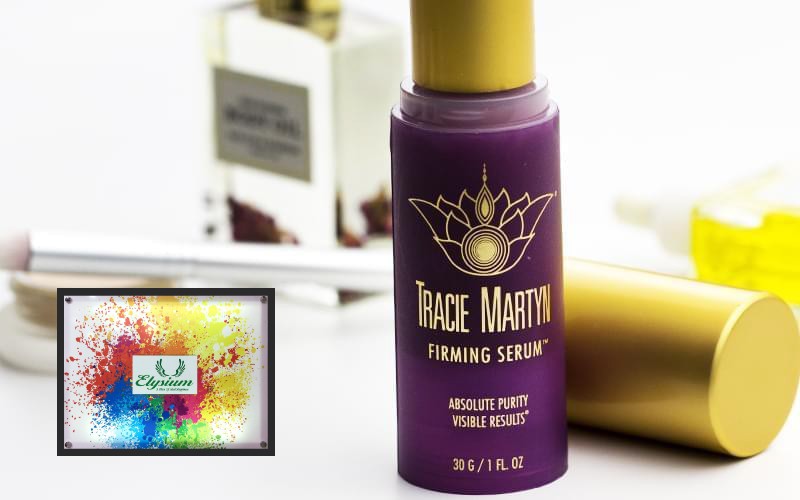 TRACIE MARTYN
FIRMING SERUM™
ABSOLUTE PURITY
VISIBLE RESULTS®
30 G / 1 FL. OZ
Elysium